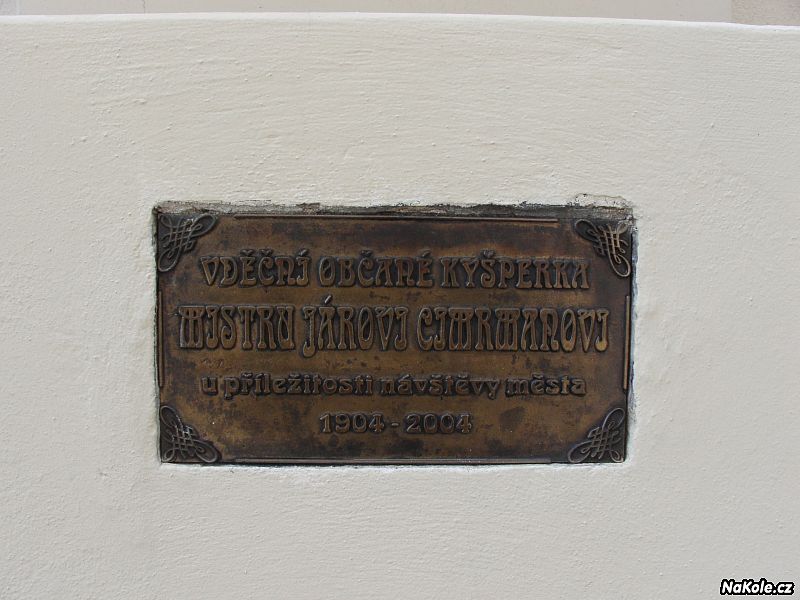 VDĚČNÍ OBČANÉ KYŠPERKA
MISTRU JÁROVI CIMRMANOVI
u příležitosti návštěvy města
1904 - 2004
NaKole.cz